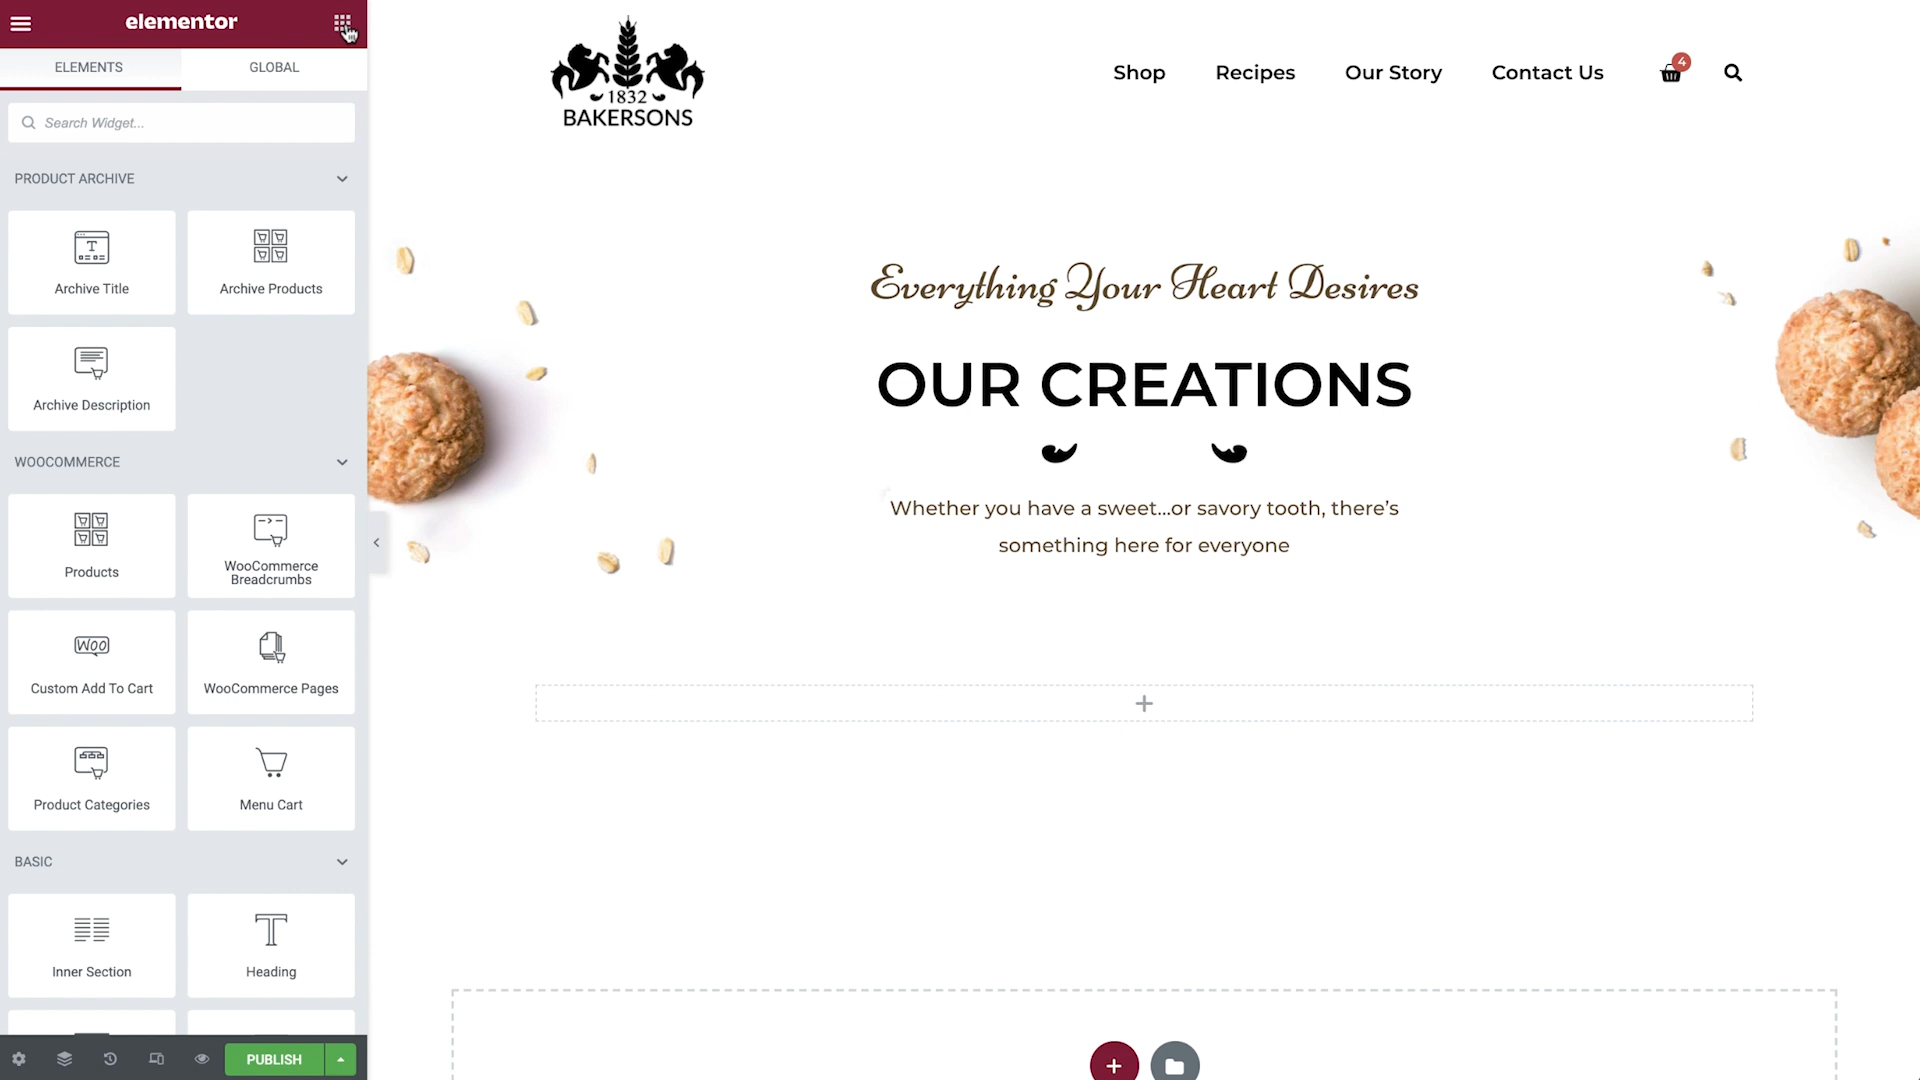 elementor
ELEMENTS
GLOBAL
Search Widget...
PRODUCT ARCHIVE
Archive Title
Archive Products
Archive Description
WOOCOMMERCE
Products
WooCommerce
Breadcrumbs
WOO
Custom Add To Cart
WooCommerce Pages
Product Categories
Menu Cart
BASIC
Inner Section
Heading
PUBLISH
1832
BAKERSONS
Shop
Recipes
Our Story
Contact Us
4
Everything Your Heart Desires
OUR CREATIONS
Whether you have a sweet...or savory tooth, there's
something here for everyone